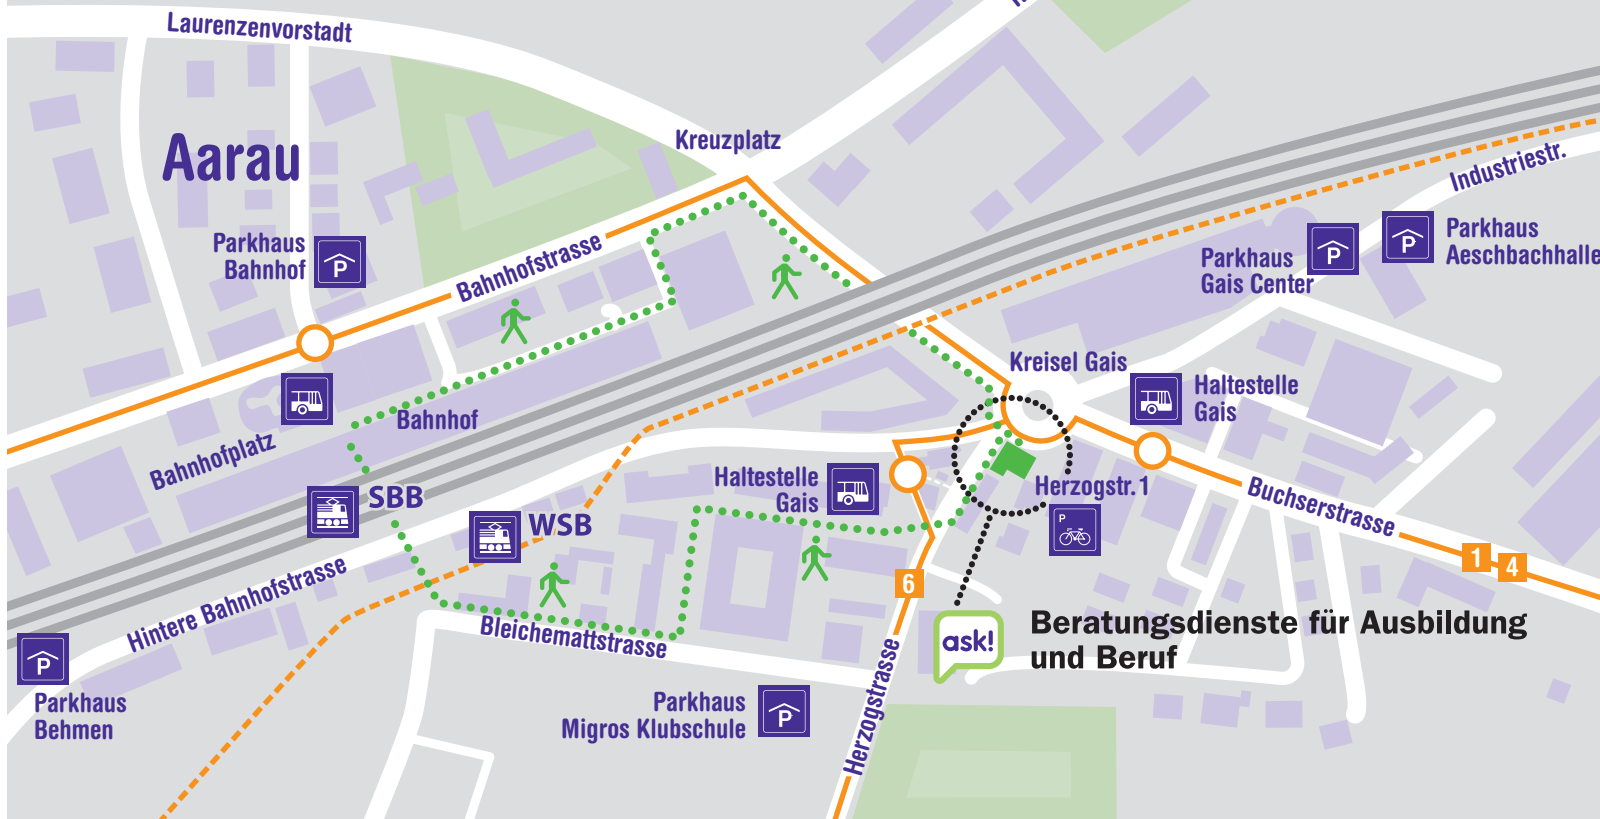 Laurenzenvorstadt
Kreuzplatz
Aarau
Industriestr.
Parkhaus
Bahnhof
P
Bahnhofstrasse
Parkhaus
Gais Center
P
P
Parkhaus
Aeschbachhalle
Kreisel Gais
Haltestelle
Gais
Bahnhof
Bahnhofplatz
SBB
WSB
Haltestelle
Gais
Herzogstr. 1
P
Buchserstrasse
1
4
6
Hintere Bahnhofstrasse
Bleichemattstrasse
ask!
Beratungsdienste für Ausbildung
und Beruf
P
Parkhaus
Behmen
Parkhaus
Migros Klubschule
P
Herzogstrasse